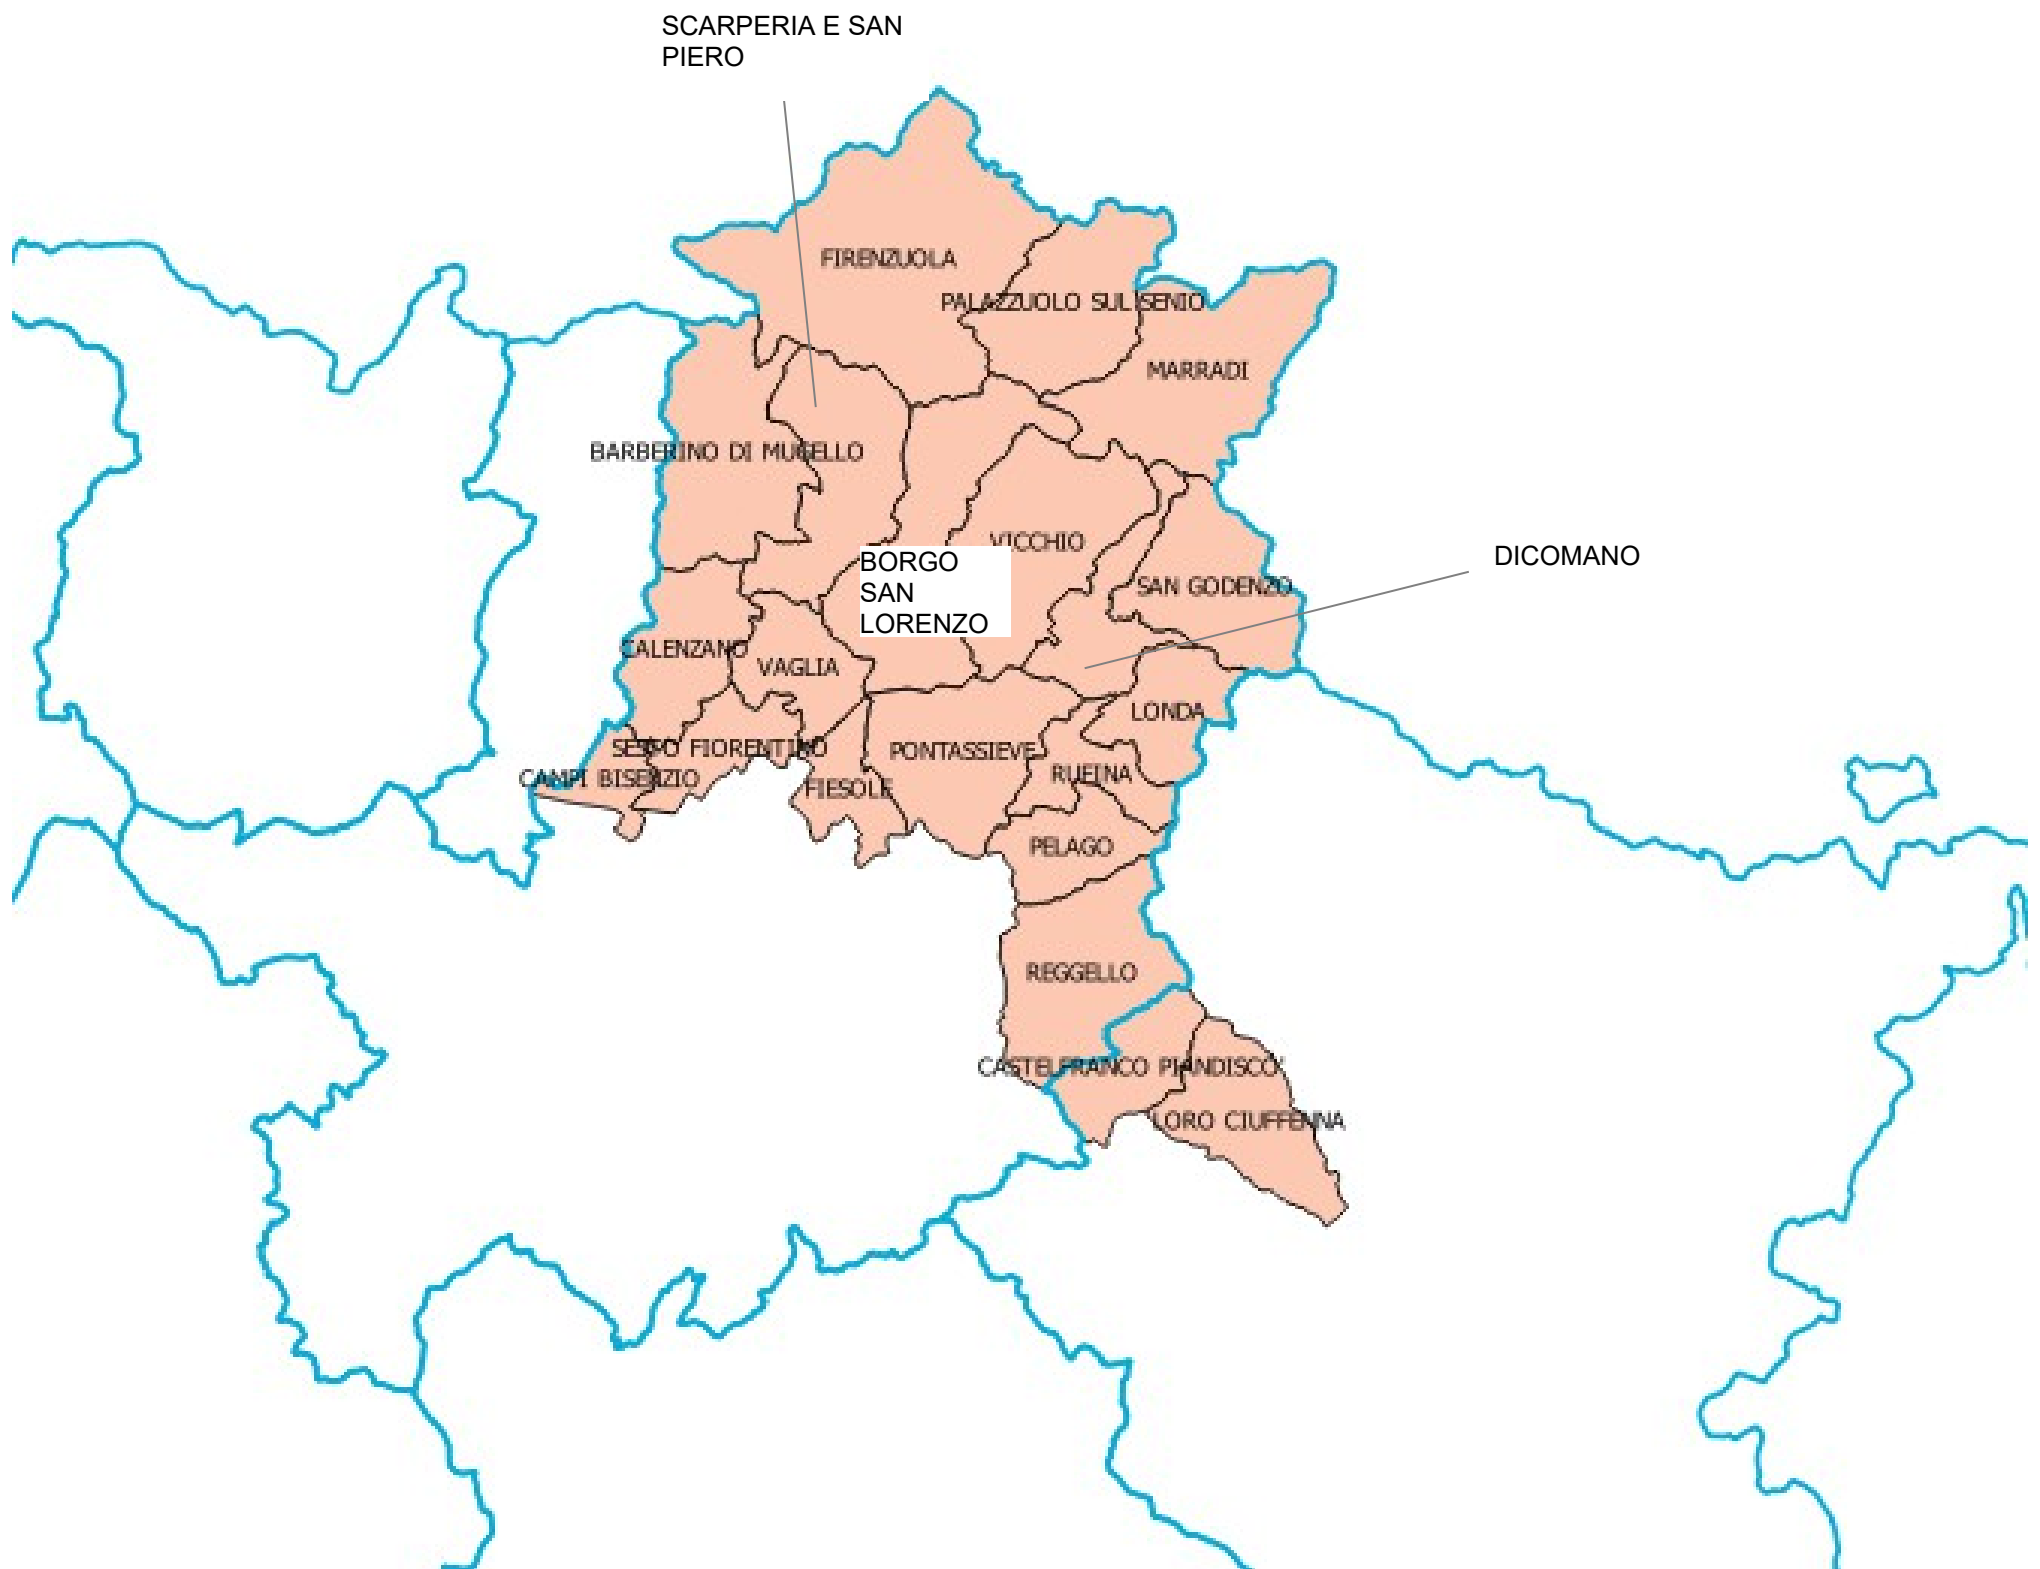 SCARPERIA E SAN
PIERO
FIRENZUOLA
PALAZZUOLO SUL SENIO
MARRADI
BARBERINO DI MUGELLO
VICCHIO
BORGO
SAN
LORENZO
DICOMANO
SAN GODENZO
CALENZANO
VAGLIA
LONDA
SESTO FIORENTINO
PONTASSIEVE
CAMPI BISENZIO
RUFINA
FIESOLE
PELAGO
REGGELLO
CASTELFRANCO PIANDISCO'
LORO CIUFFENNA